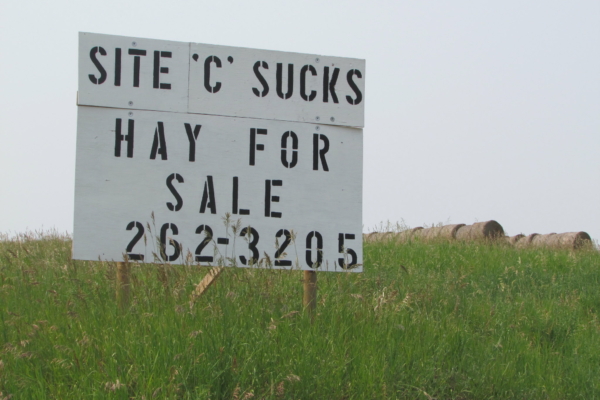 SITE 'C' SUCKS
HAY FOR
SALE
262-3205